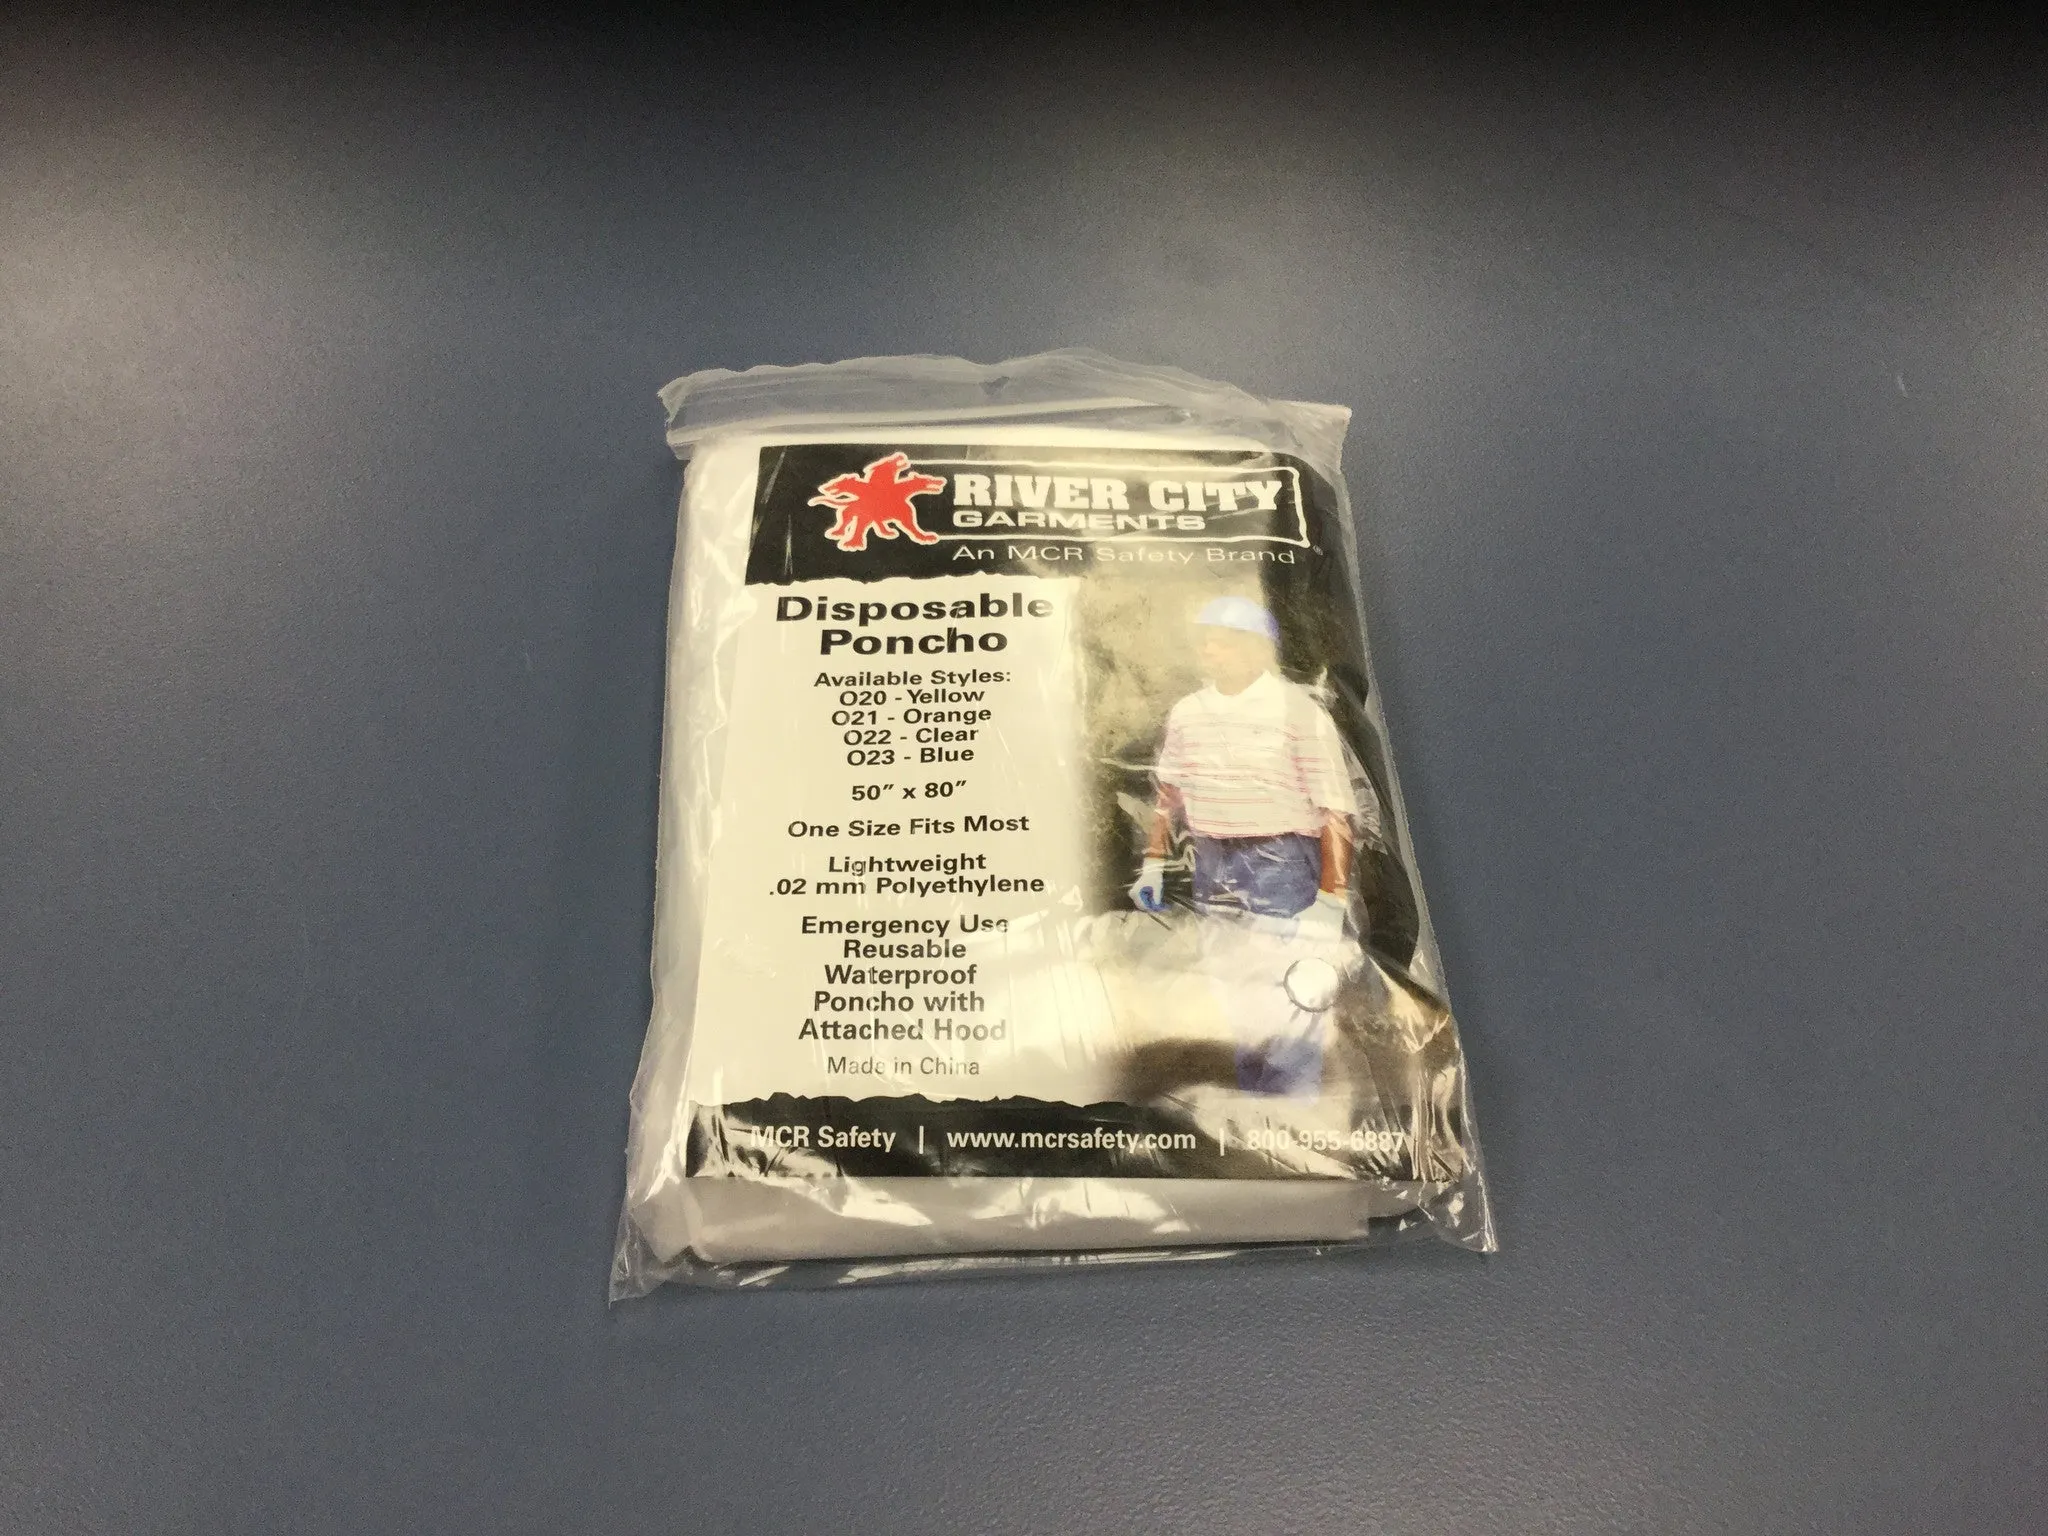 RIVER CITY
GARMENTS
An MCR Safety Brand ®
Disposable
Poncho
Available Styles:
O20 - Yellow
O21 - Orange
O22 - Clear
O23 - Blue
50" x 80"
One Size Fits Most
Lightweight
.02 mm Polyethylene
Emergency Use
Reusable
Waterproof
Poncho with
Attached Hood
Made in China
MCR Safety | www.mcrsafety.com | 800-955-6887